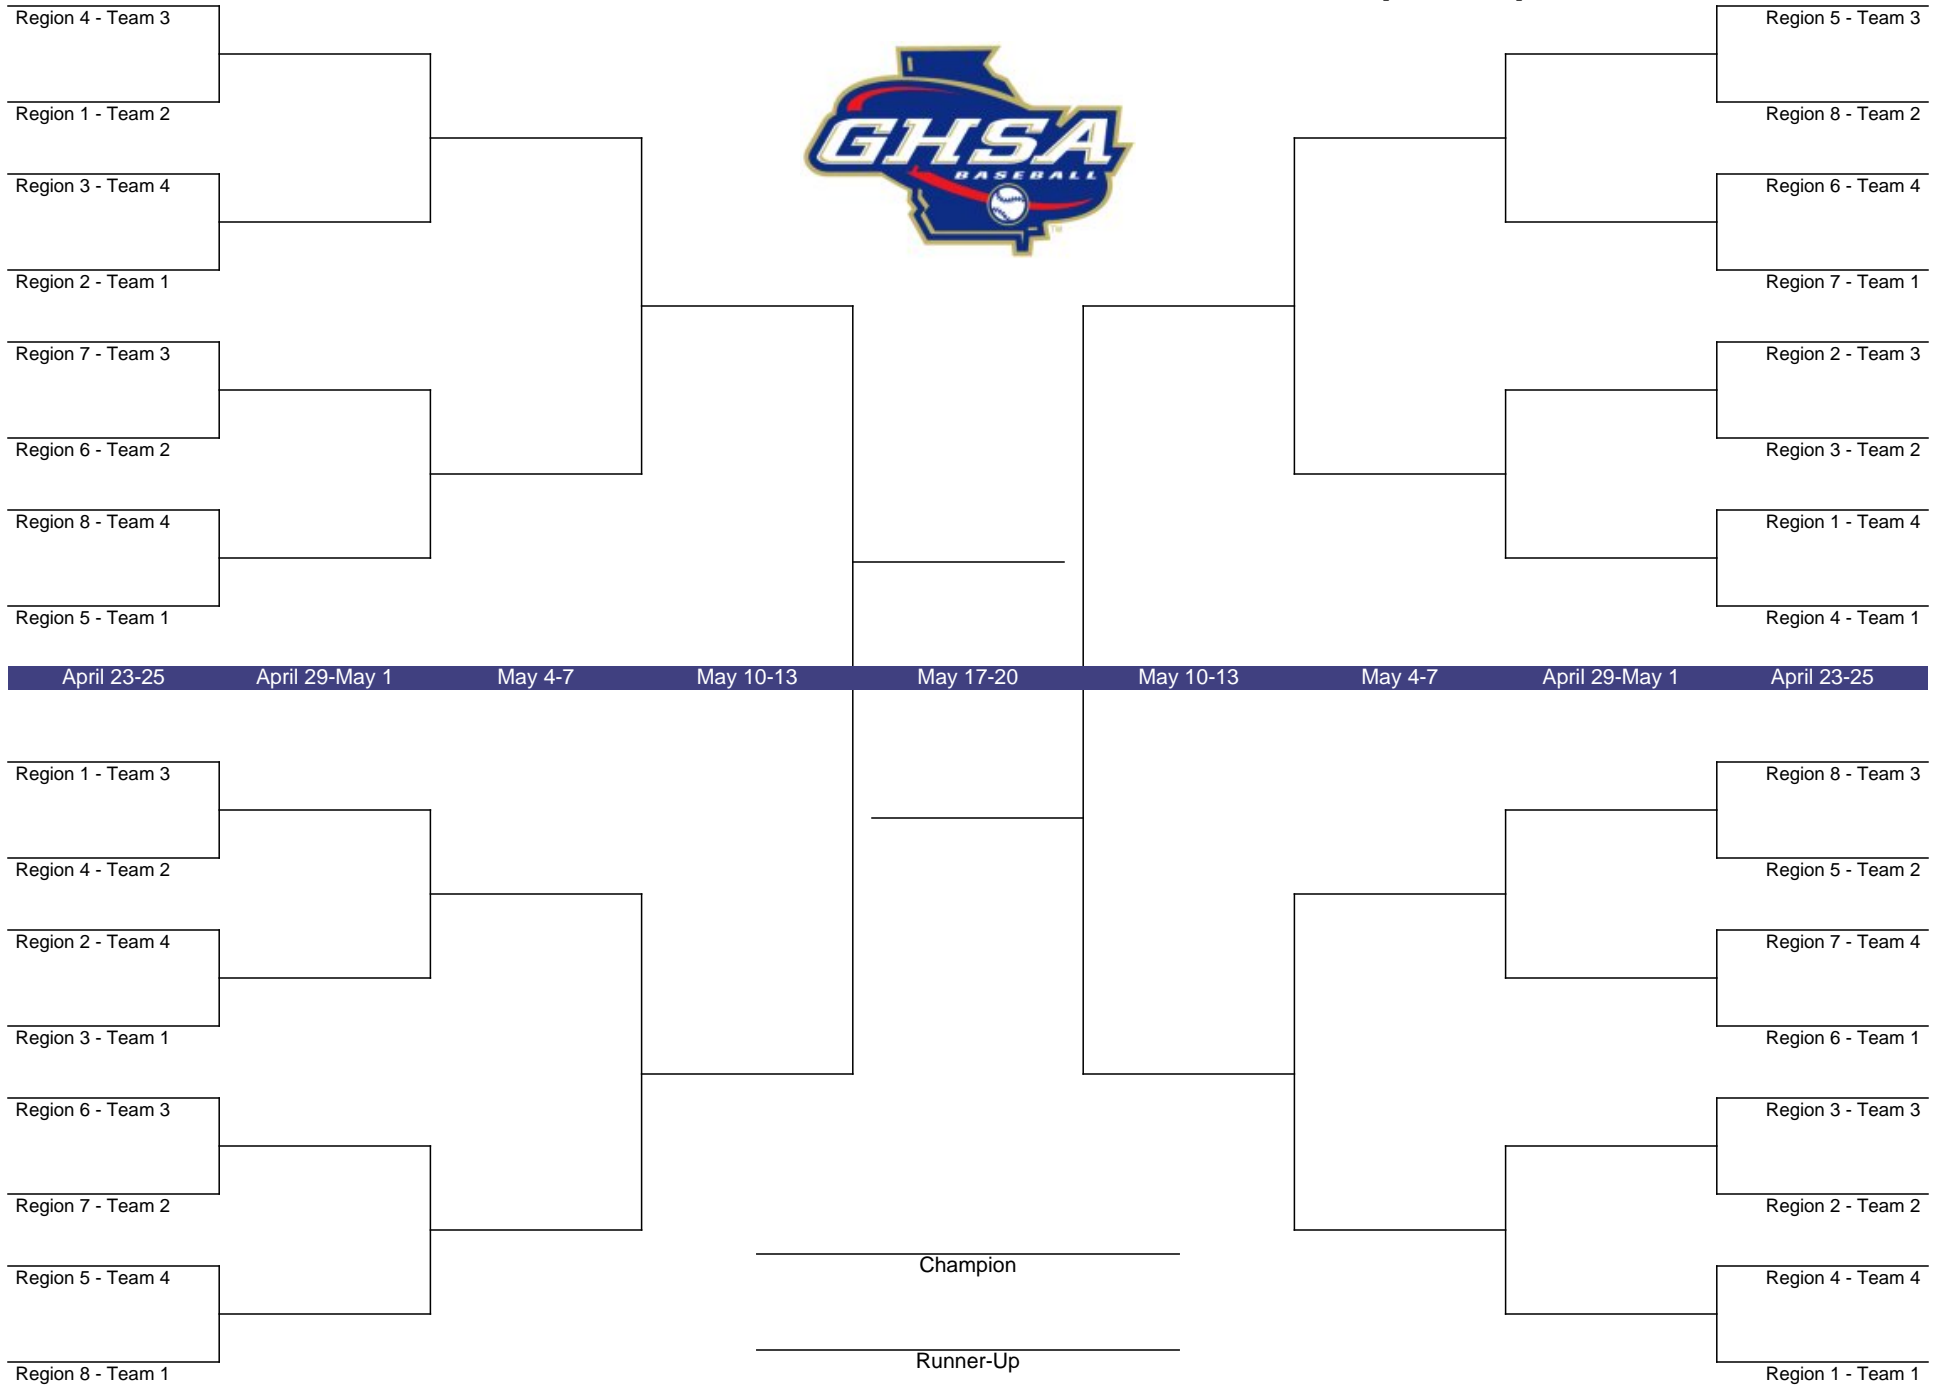 Region 4 - Team 3
Region 1 - Team 2
Region 3 - Team 4
Region 2 - Team 1
Region 7 - Team 3
Region 6 - Team 2
Region 8 - Team 4
Region 5 - Team 1
GHSA
BASEBALL
TM
Region 5 - Team 3
Region 8 - Team 2
Region 6 - Team 4
Region 7 - Team 1
Region 2 - Team 3
Region 3 - Team 2
Region 1 - Team 4
Region 4 - Team 1
April 23-25 April 29-May 1 May 4-7 May 10-13 May 17-20 May 10-13 May 4-7 April 29-May 1 April 23-25
Region 1 - Team 3
Region 4 - Team 2
Region 2 - Team 4
Region 3 - Team 1
Region 6 - Team 3
Region 7 - Team 2
Region 5 - Team 4
Region 8 - Team 1
Champion
Runner-Up
Region 8 - Team 3
Region 5 - Team 2
Region 7 - Team 4
Region 6 - Team 1
Region 3 - Team 3
Region 2 - Team 2
Region 4 - Team 4
Region 1 - Team 1